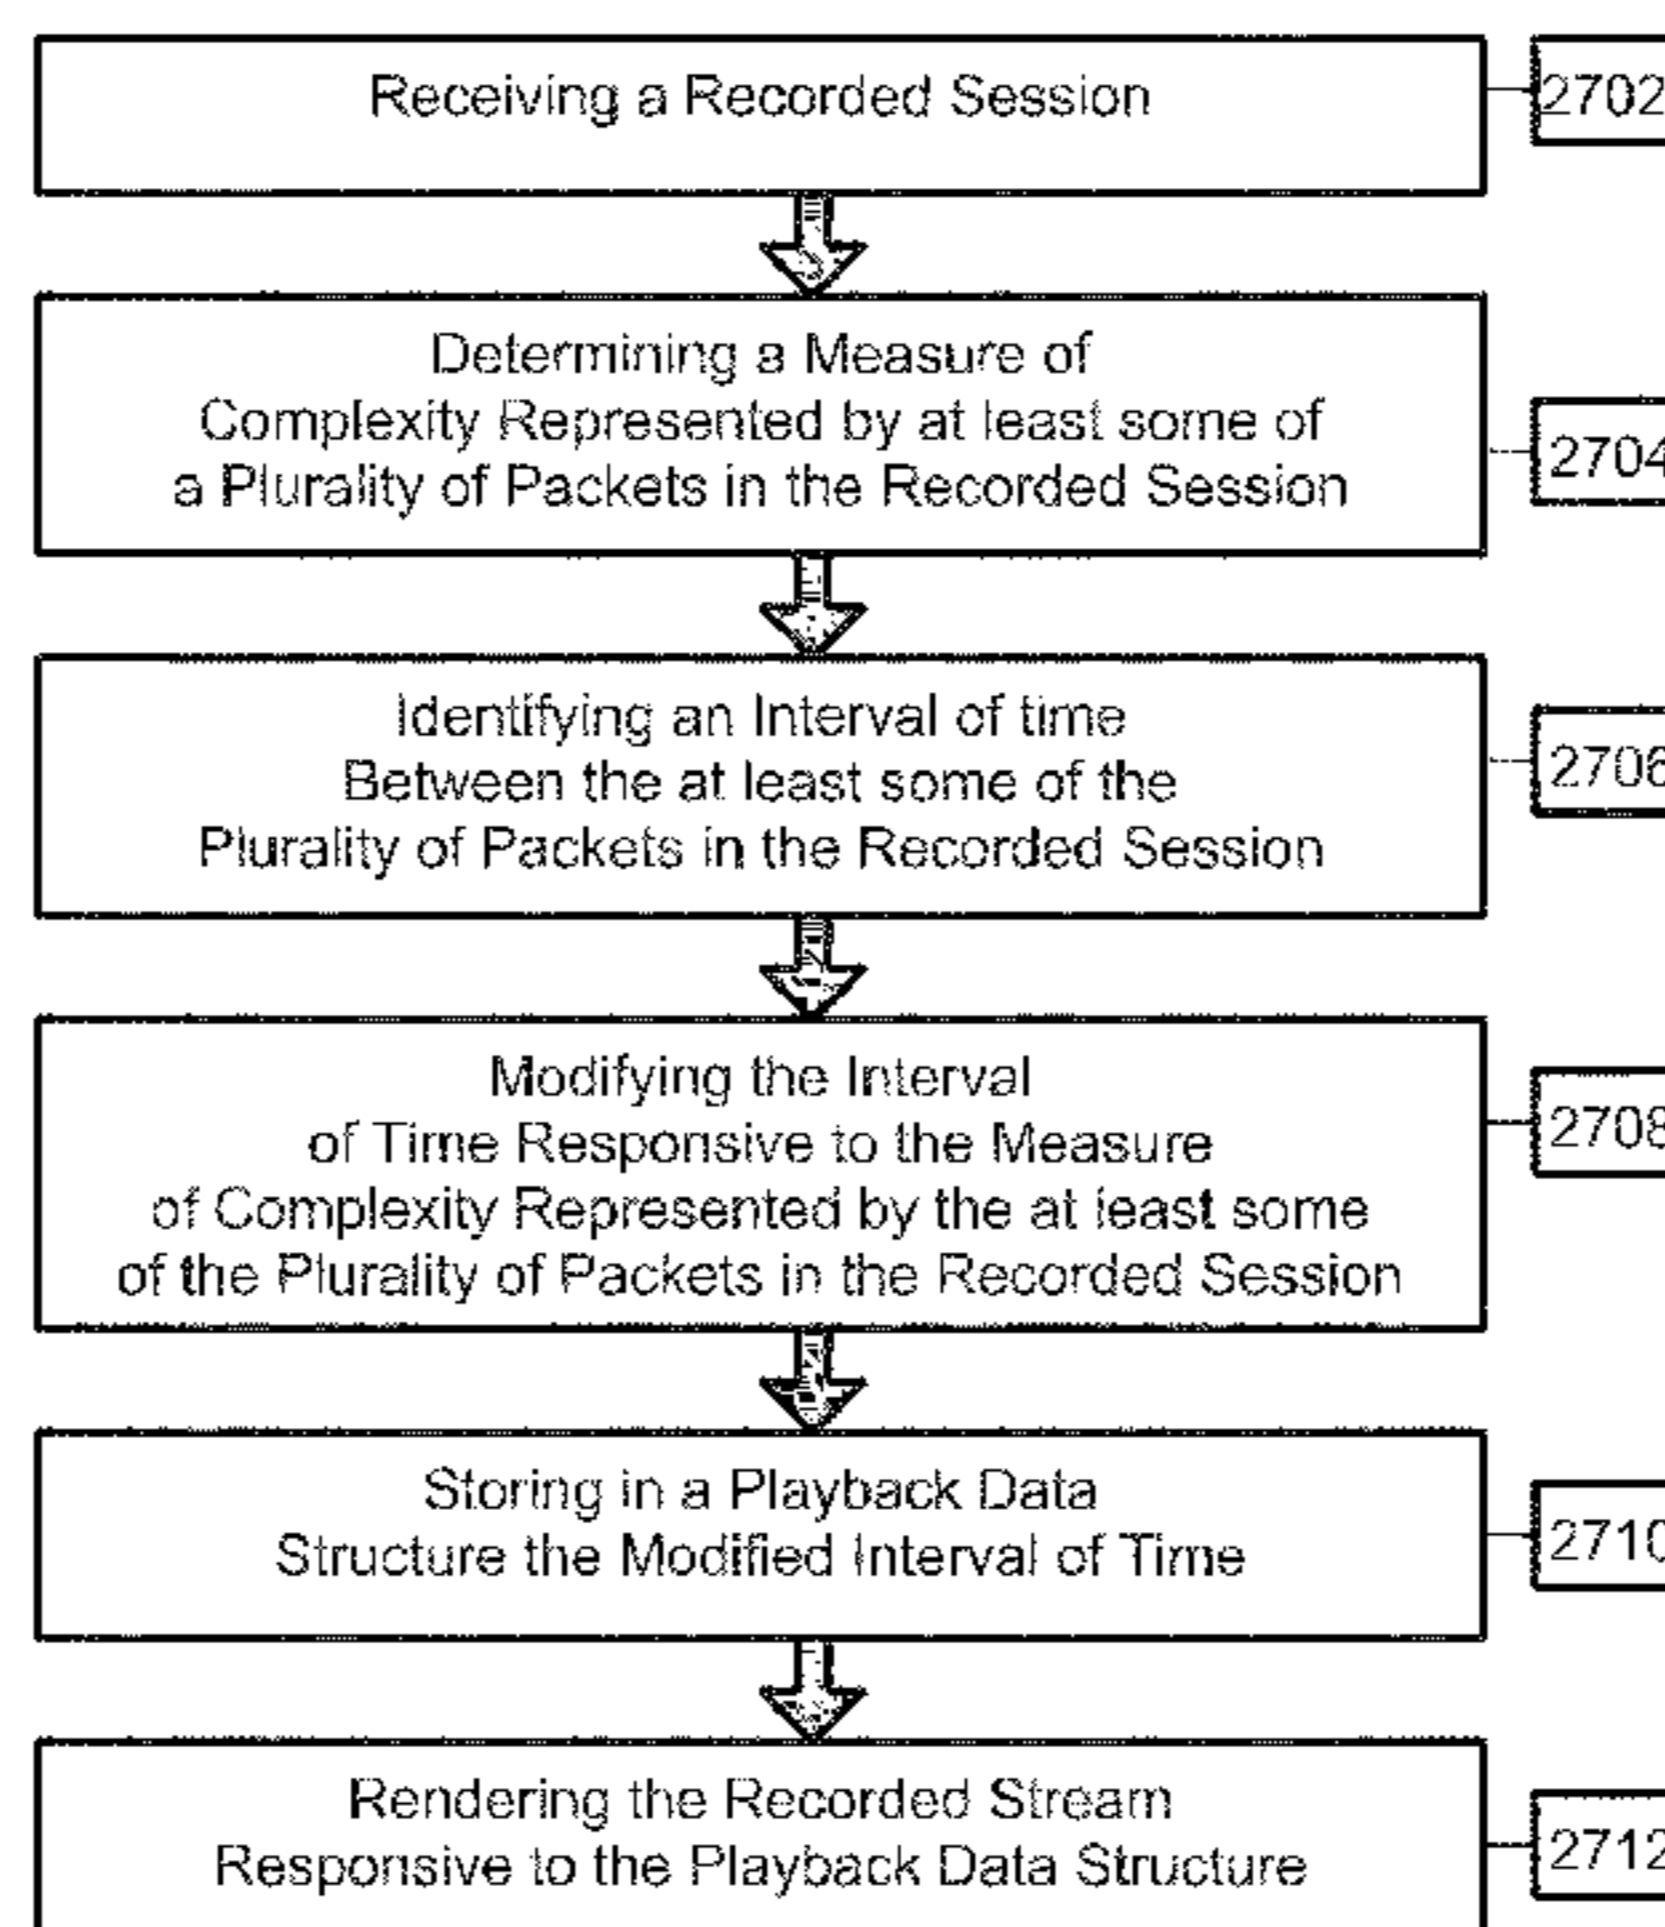 Receiving a Recorded Session
2702
Determining a Measure of
Complexity Represented by at least some of
a Plurality of Packets in the Recorded Session
2704
Identifying an Interval of time
Between the at least some of the
Plurality of Packets in the Recorded Session
2706
Modifying the Interval
of Time Responsive to the Measure
of Complexity Represented by the at least some
of the Plurality of Packets in the Recorded Session
2708
Storing in a Playback Data
Structure the Modified Interval of Time
2710
Rendering the Recorded Stream
Responsive to the Playback Data Structure
2712